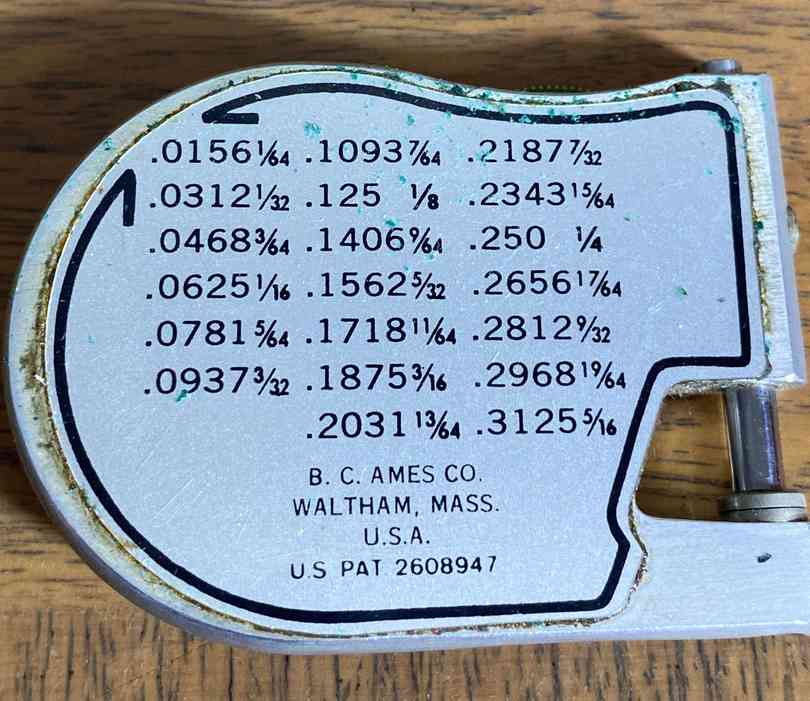 .0156 1/64 .1093 7/64 .2187 7/32
.0312 1/32 .125 1/8 .2343 15/64
.0468 3/64 .1406 9/64 .250 1/4
.0625 1/16 .1562 5/32 .2656 17/64
.0781 5/64 .1718 11/64 .2812 9/32
.0937 3/32 .1875 3/16 .2968 19/64
.2031 13/64 .3125 5/16
B. C. AMES CO.
WALTHAM, MASS.
U.S.A.
U.S PAT 2608947